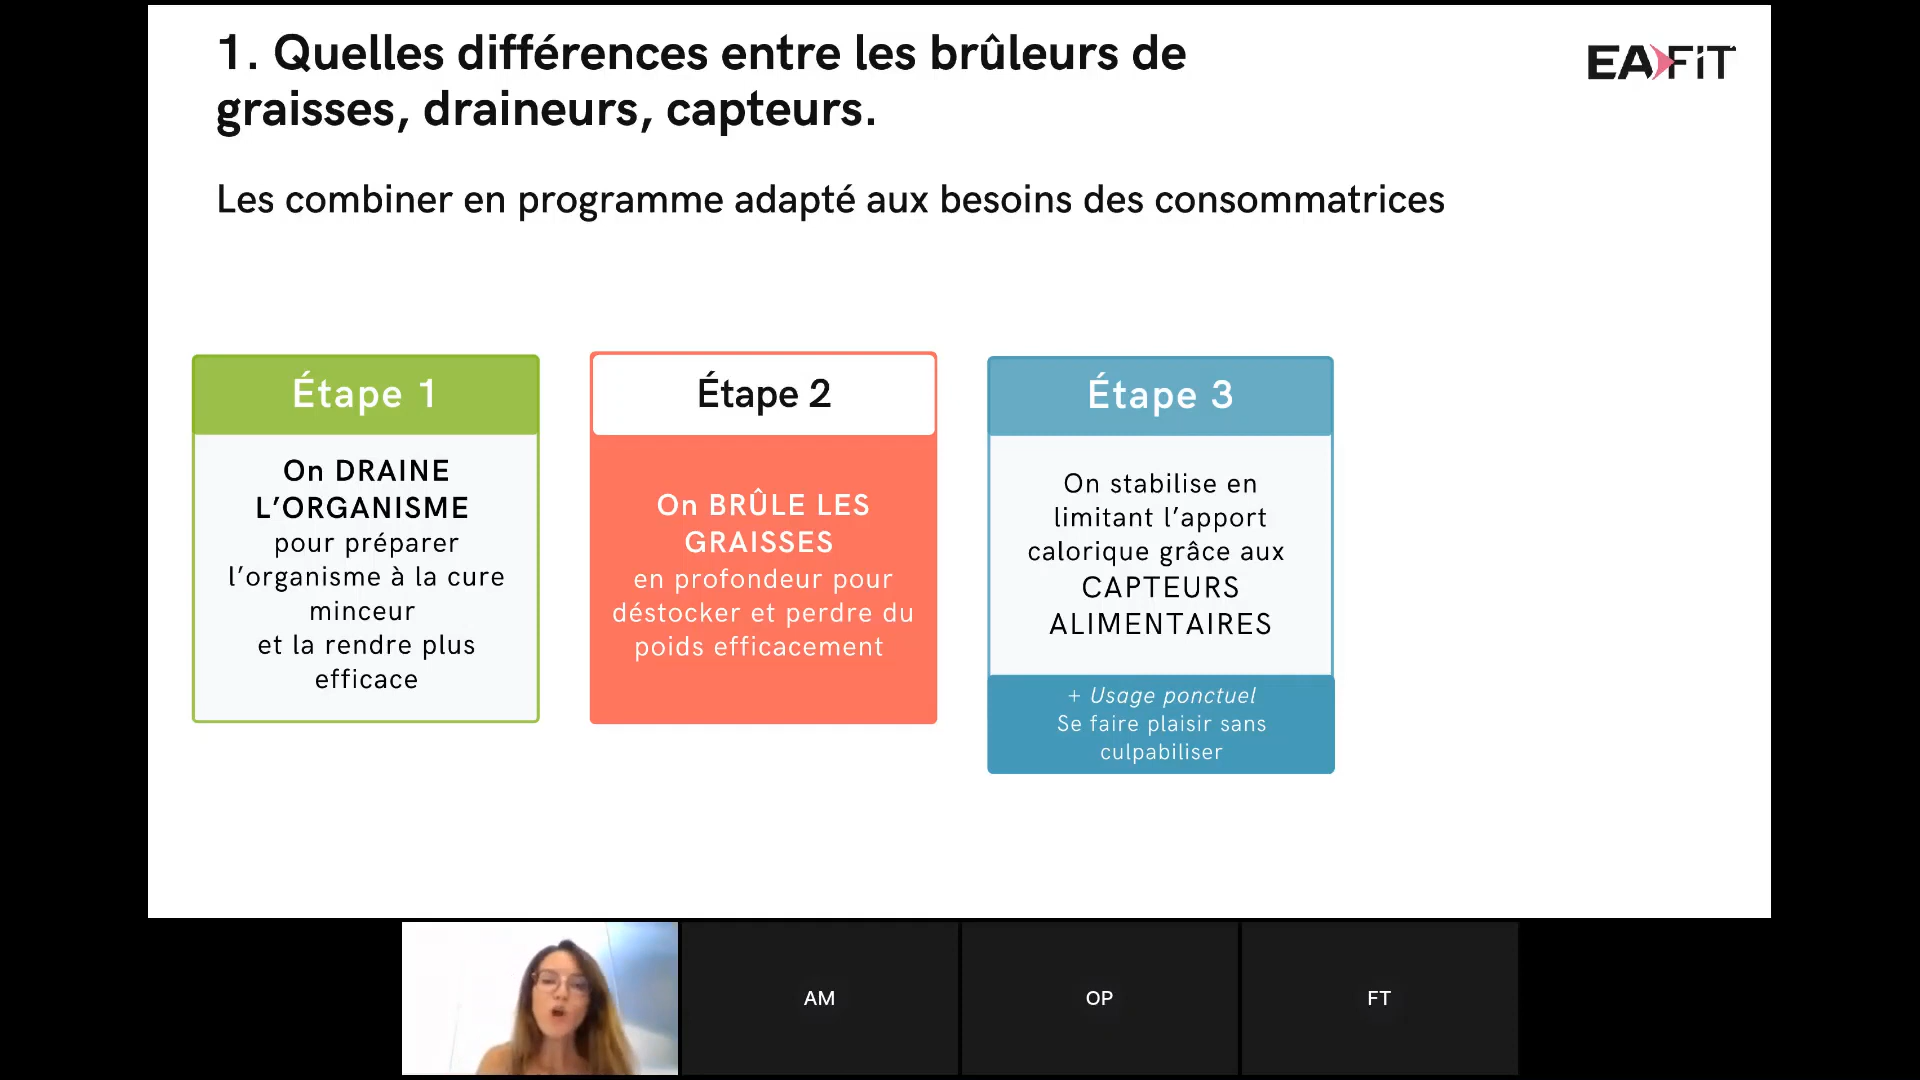 1. Quelles différences entre les brûleurs de
graisses, draineurs, capteurs.
EAFIT
Les combiner en programme adapté aux besoins des consommatrices
Étape 1
On DRAINE
L’ORGANISME
pour préparer
l’organisme à la cure
minceur
et la rendre plus
efficace
Étape 2
On BRÛLE LES
GRAISSES
en profondeur pour
déstocker et perdre du
poids efficacement
Étape 3
On stabilise en
limitant l’apport
calorique grâce aux
CAPTEURS
ALIMENTAIRES
+ Usage ponctuel
Se faire plaisir sans
culpabiliser
AM
OP
FT